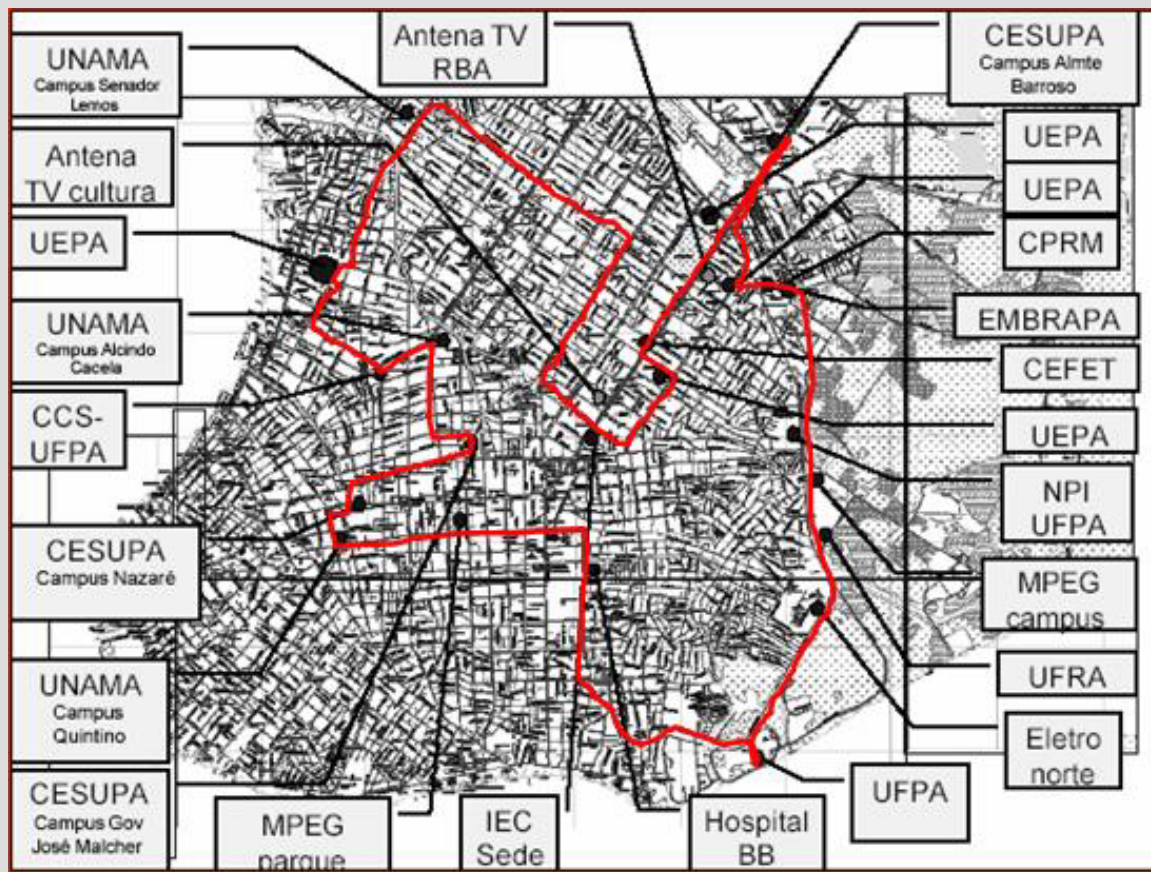 UNAMA
Campus Senador
Lemos
Antena TV
RBA
CESUPA
Campus Almte
Barroso
Antena
TV cultura
UEPA
UEPA
UEPA
CPRM
UNAMA
Campus Alcindo
Cacela
EMBRAPA
CEFET
CCS-
UFPA
UEPA
NPI
UFPA
CESUPA
Campus Nazaré
MPEG
campus
UNAMA
Campus
Quintino
UFRA
Eletro
norte
CESUPA
Campus Gov
José Malcher
MPEG
parque
IEC
Sede
Hospital
BB
UFPA